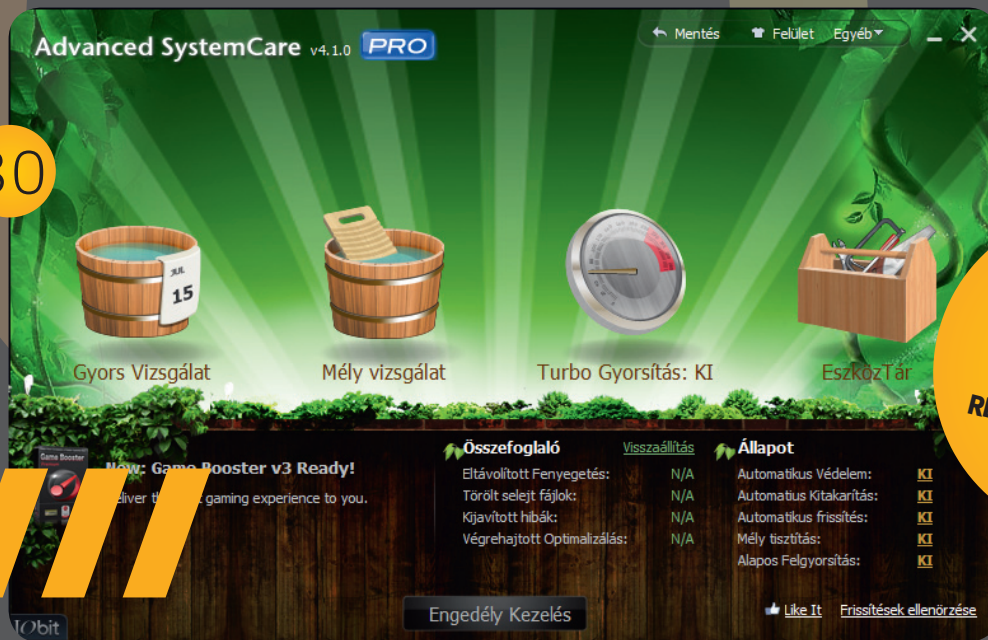 Advanced SystemCare v4.1.0 PRO
Mentés Felület Egyéb
30
JUL
15
Gyors Vizsgálat
Mély vizsgálat
Turbo Gyorsítás: KI
EszközTár
Game Booster
Now: Game Booster v3 Ready!
gaming experience to you.
Összefoglaló Visszaállítás
Eltávolított Fenyegetés: N/A
Törölt selejt fájlok: N/A
Kijavított hibák: N/A
Végrehajtott Optimalizálás: N/A
Állapot
Automatikus Védelem: KI
Automatius Kitakarítás: KI
Automatikus frissítés: KI
Mély tisztítás: KI
Alapos Felgyorsítás: KI
Engedély Kezelés
Like It Frissítések ellenörzése
IObit